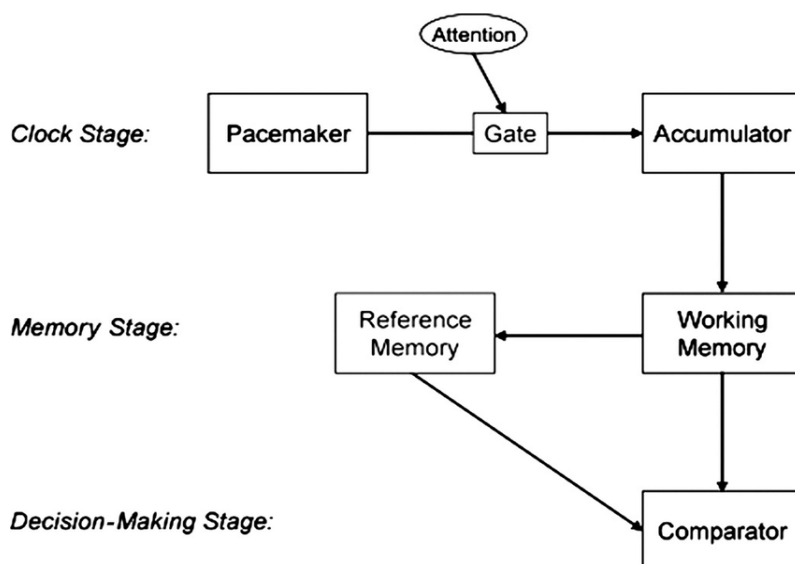 Attention
Clock Stage:
Pacemaker
Gate
Accumulator
Memory Stage:
Reference
Memory
Working
Memory
Decision-Making Stage:
Comparator